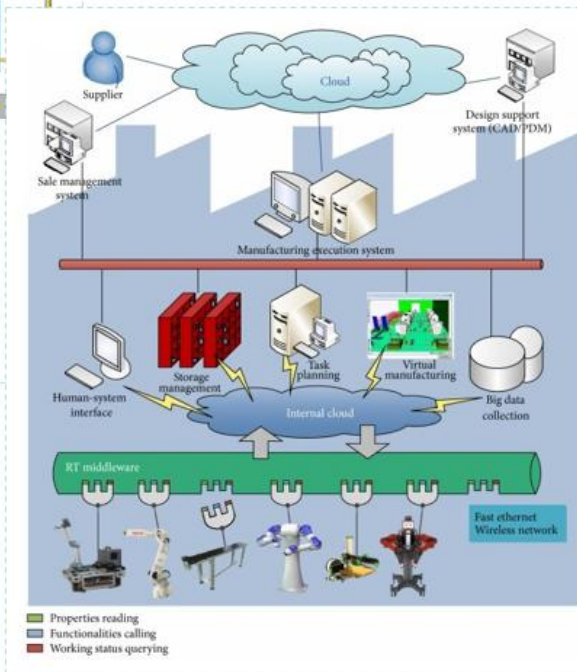 Cloud
Supplier
Design support
system (CAD/PDM)
Sale management
system
Manufacturing execution system
Storage
management
Task
planning
Virtual
manufacturing
Human-system
interface
Internal cloud
Big data
collection
RT middleware
Fast ethernet
Wireless network
Properties reading
Functionalities calling
Working status querying